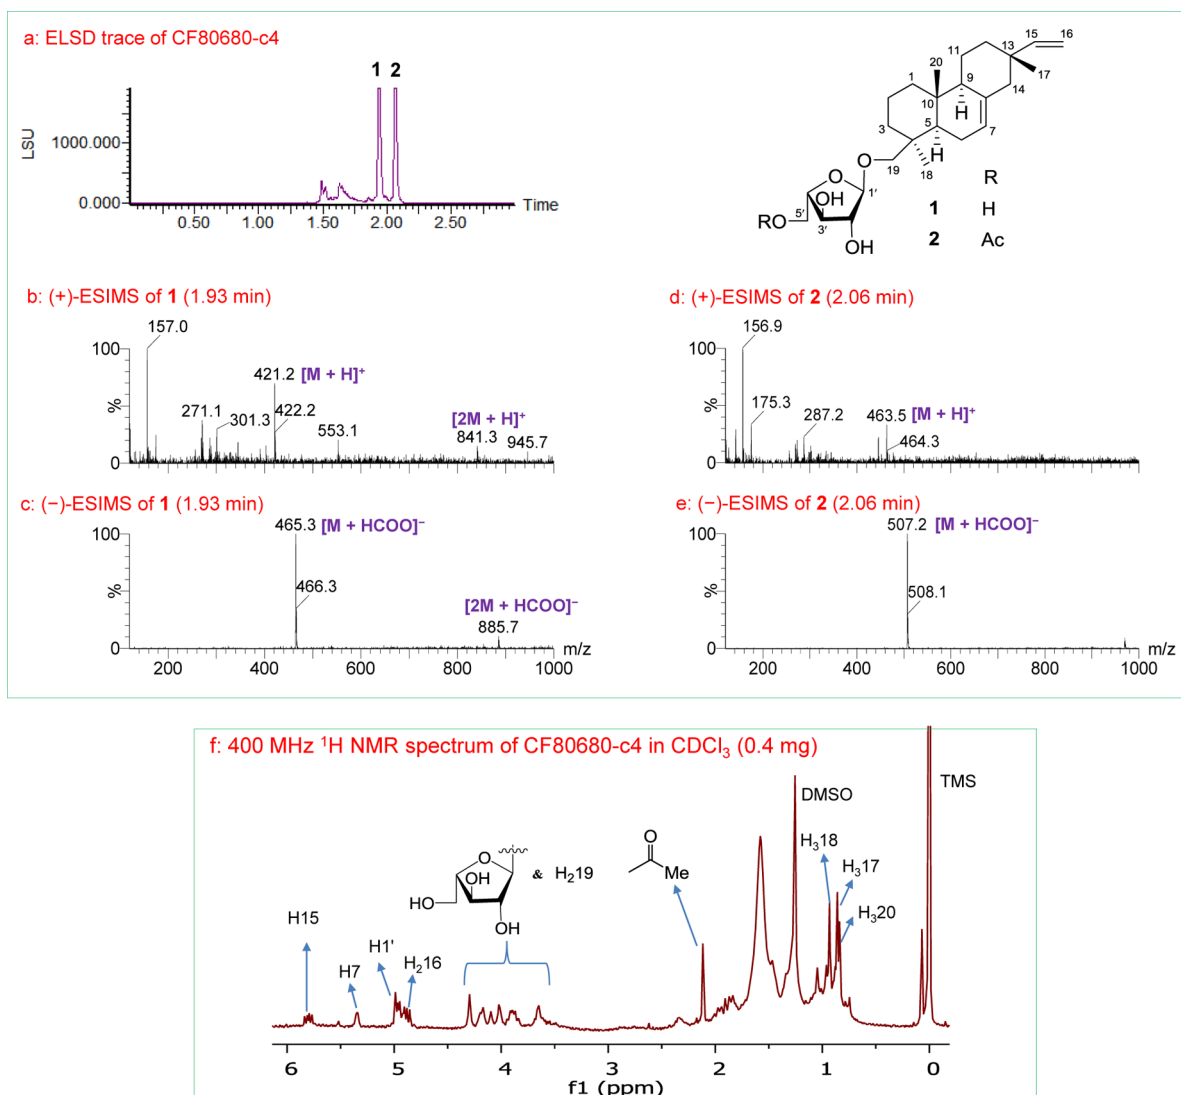 a: ELSD trace of CF80680-c4
1 2
LSU
1000.000
0.000
0.50 1.00 1.50 2.00 2.50
Time
15 16
11 13
17
20
1 9 14
10 H
3 5 7
H
O 19 18
O 1'
OH
5'
RO 3'
OH
R
1 H
2 Ac
b: (+)-ESIMS of 1 (1.93 min)
157.0
100
%
0
271.1
301.3
421.2 [M + H]⁺
422.2
553.1
[2M + H]⁺
841.3
945.7
c: (−)-ESIMS of 1 (1.93 min)
100
%
0
465.3 [M + HCOO]⁻
466.3
[2M + HCOO]⁻
885.7
m/z
200 400 600 800 1000
d: (+)-ESIMS of 2 (2.06 min)
156.9
100
%
0
175.3
287.2
463.5 [M + H]⁺
464.3
e: (−)-ESIMS of 2 (2.06 min)
100
%
0
507.2 [M + HCOO]⁻
508.1
m/z
200 400 600 800 1000
f: 400 MHz ¹H NMR spectrum of CF80680-c4 in CDCl₃ (0.4 mg)
TMS
DMSO
H₃18
H₃17
H₃20
O
Me
O
OH
HO
OH
& H₂19
H15
H7
H1'
H₂16
6 5 4 3 2 1 0
f1 (ppm)